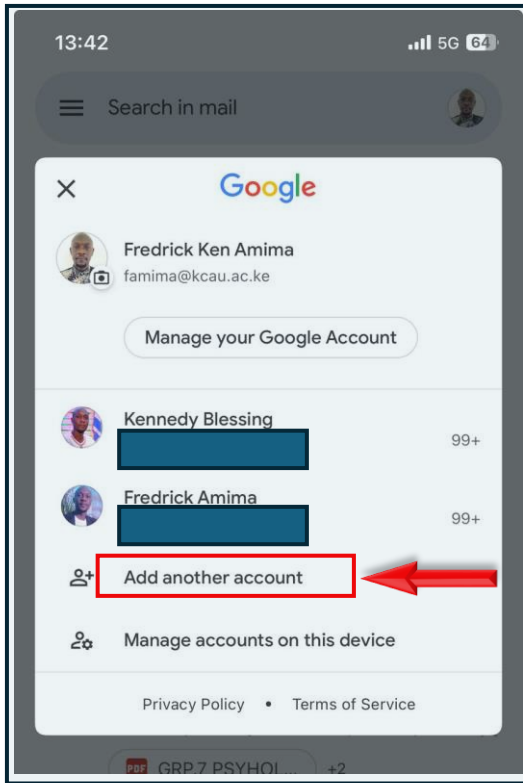 13:42
5G 64
Search in mail
Google
Fredrick Ken Amima
famima@kcau.ac.ke
Manage your Google Account
Kennedy Blessing
99+
Fredrick Amima
99+
Add another account
Manage accounts on this device
Privacy Policy • Terms of Service
PDF GRP.7 PSYHOL... +2